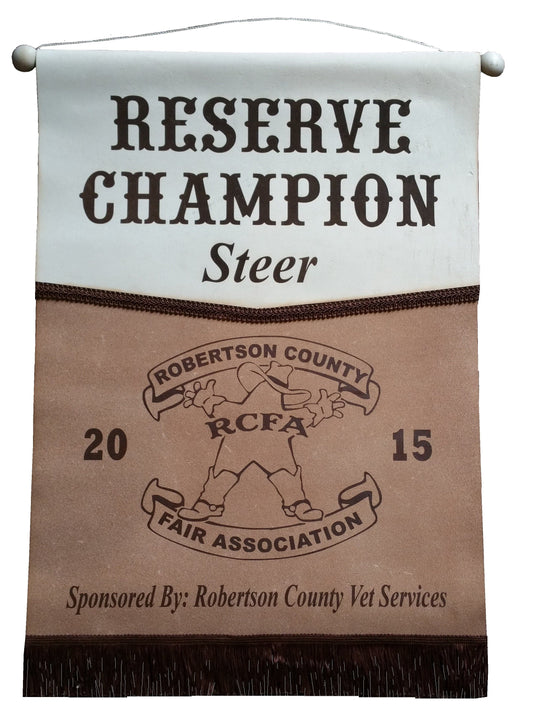 RESERVE
CHAMPION
Steer
ROBERTSON COUNTY
RCFA
20 15
FAIR ASSOCIATION
Sponsored By: Robertson County Vet Services